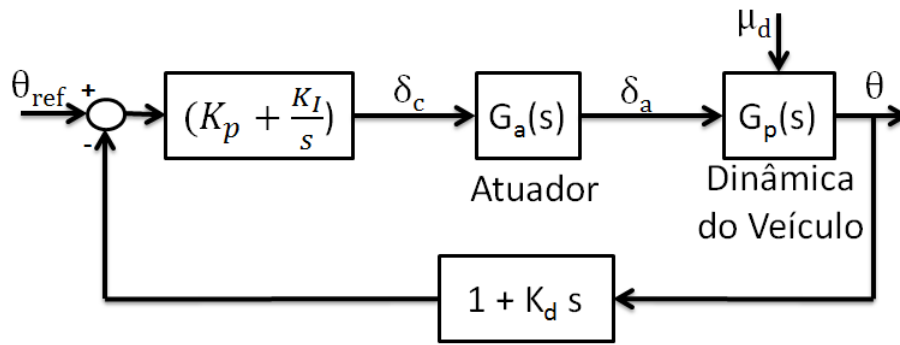 μd
θref
+
(Kp + KI/s)
δc
Ga(s)
δa
Gp(s)
θ
-
Atuador
Dinâmica
do Veículo
1 + Kd s